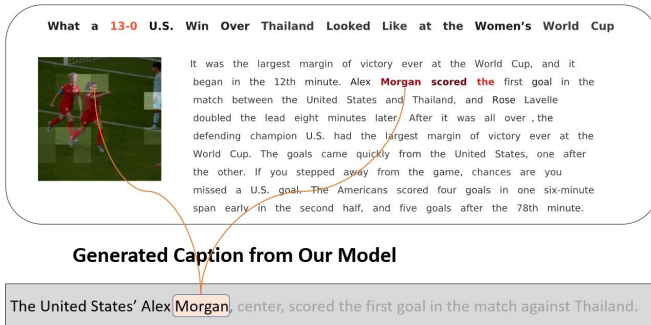 What a 13-0 U.S. Win Over Thailand Looked Like at the Women's World Cup
It was the largest margin of victory ever at the World Cup, and it
began in the 12th minute. Alex Morgan scored the first goal in the
match between the United States and Thailand, and Rose Lavelle
doubled the lead eight minutes later. After it was all over , the
defending champion U.S. had the largest margin of victory ever at the
World Cup. The goals came quickly from the United States, one after
the other. If you stepped away from the game, chances are you
missed a U.S. goal. The Americans scored four goals in one six-minute
span early in the second half, and five goals after the 78th minute.
Generated Caption from Our Model
The United States' Alex Morgan, center, scored the first goal in the match against Thailand.